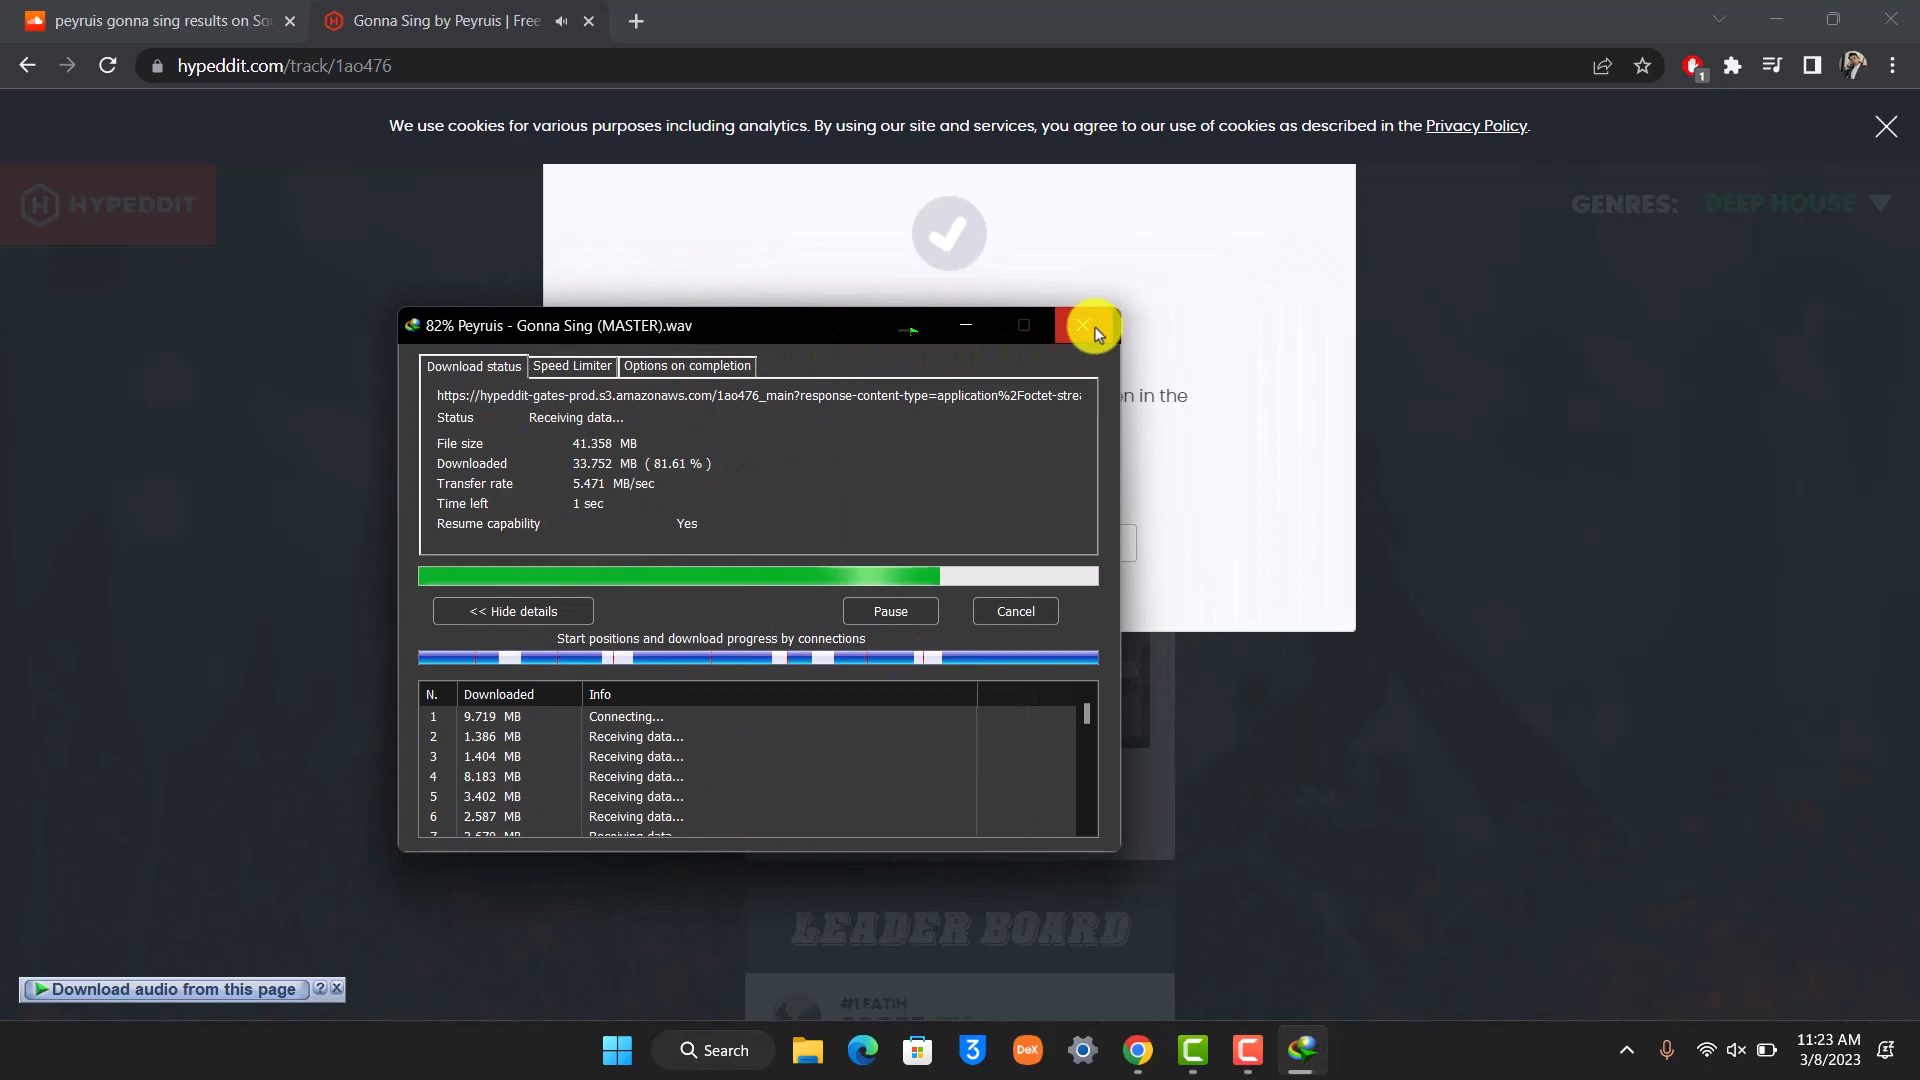 peyruis gonna sing results on Sou
Gonna Sing by Peyruis | Free
hypeddit.com/track/1ao476
1
We use cookies for various purposes including analytics. By using our site and services, you agree to our use of cookies as described in the Privacy Policy.
HYPEDDIT
GENRES: DEEP HOUSE
82% Peyruis - Gonna Sing (MASTER).wav
Download status
Speed Limiter
Options on completion
https://hypeddit-gates-prod.s3.amazonaws.com/1ao476_main?response-content-type=application%2Foctet-strea
en in the
Status Receiving data...
File size 41.358 MB
Downloaded 33.752 MB ( 81.61 % )
Transfer rate 5.471 MB/sec
Time left 1 sec
Resume capability Yes
<< Hide details
Pause
Cancel
Start positions and download progress by connections
N. Downloaded Info
1 9.719 MB Connecting...
2 1.386 MB Receiving data...
3 1.404 MB Receiving data...
4 8.183 MB Receiving data...
5 3.402 MB Receiving data...
6 2.587 MB Receiving data...
LEADER BOARD
Download audio from this page
?
#1 FATIH
Search
3
DeX
11:23 AM
3/8/2023